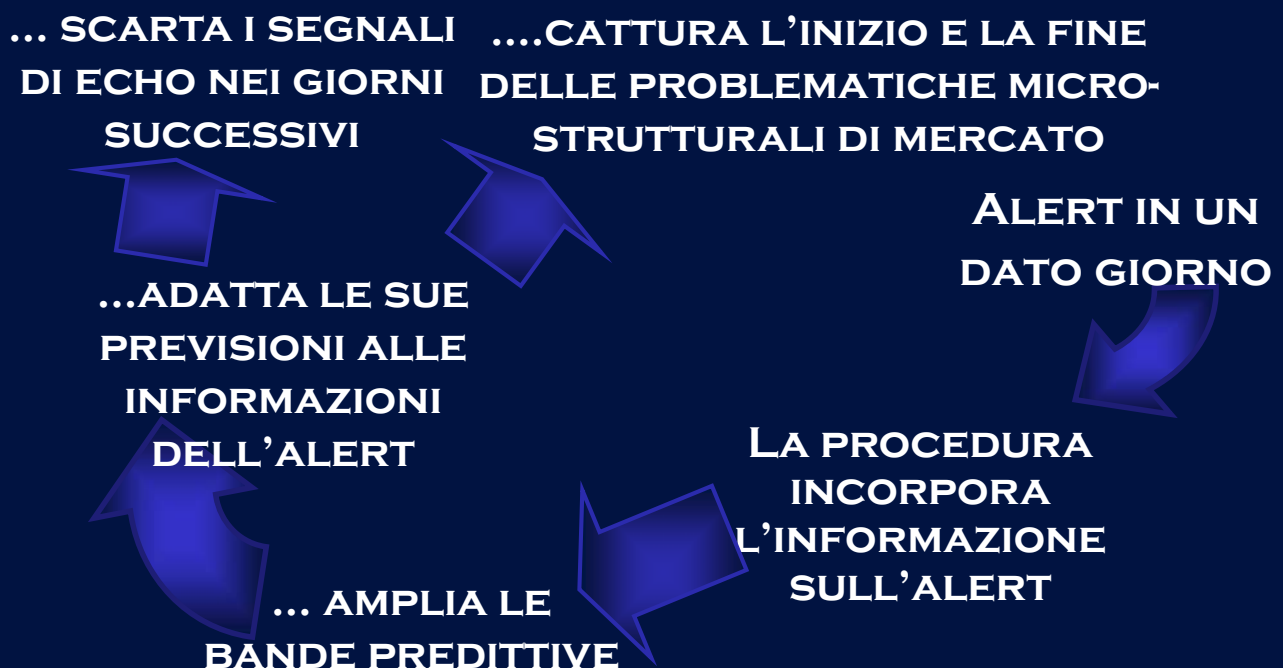 ... SCARTA I SEGNALI
DI ECHO NEI GIORNI
SUCCESSIVI
....CATTURA L’INIZIO E LA FINE
DELLE PROBLEMATICHE MICRO-
STRUTTURALI DI MERCATO
ALERT IN UN
DATO GIORNO
...ADATTA LE SUE
PREVISIONI ALLE
INFORMAZIONI
DELL’ALERT
LA PROCEDURA
INCORPORA
L’INFORMAZIONE
SULL’ALERT
... AMPLIA LE
BANDE PREDITTIVE